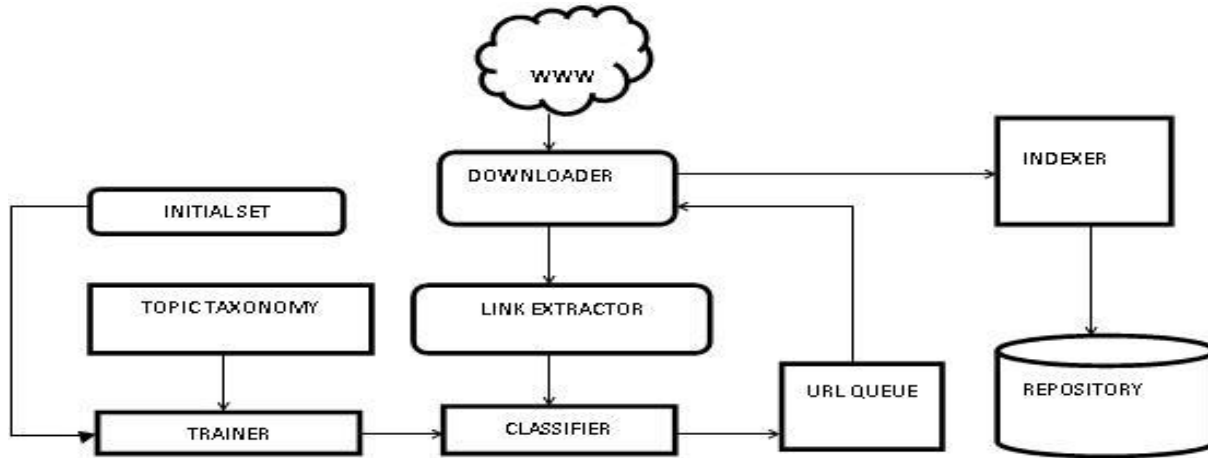 WWW
DOWNLOADER
INDEXER
INITIAL SET
TOPIC TAXONOMY
LINK EXTRACTOR
URL QUEUE
REPOSITORY
TRAINER
CLASSIFIER